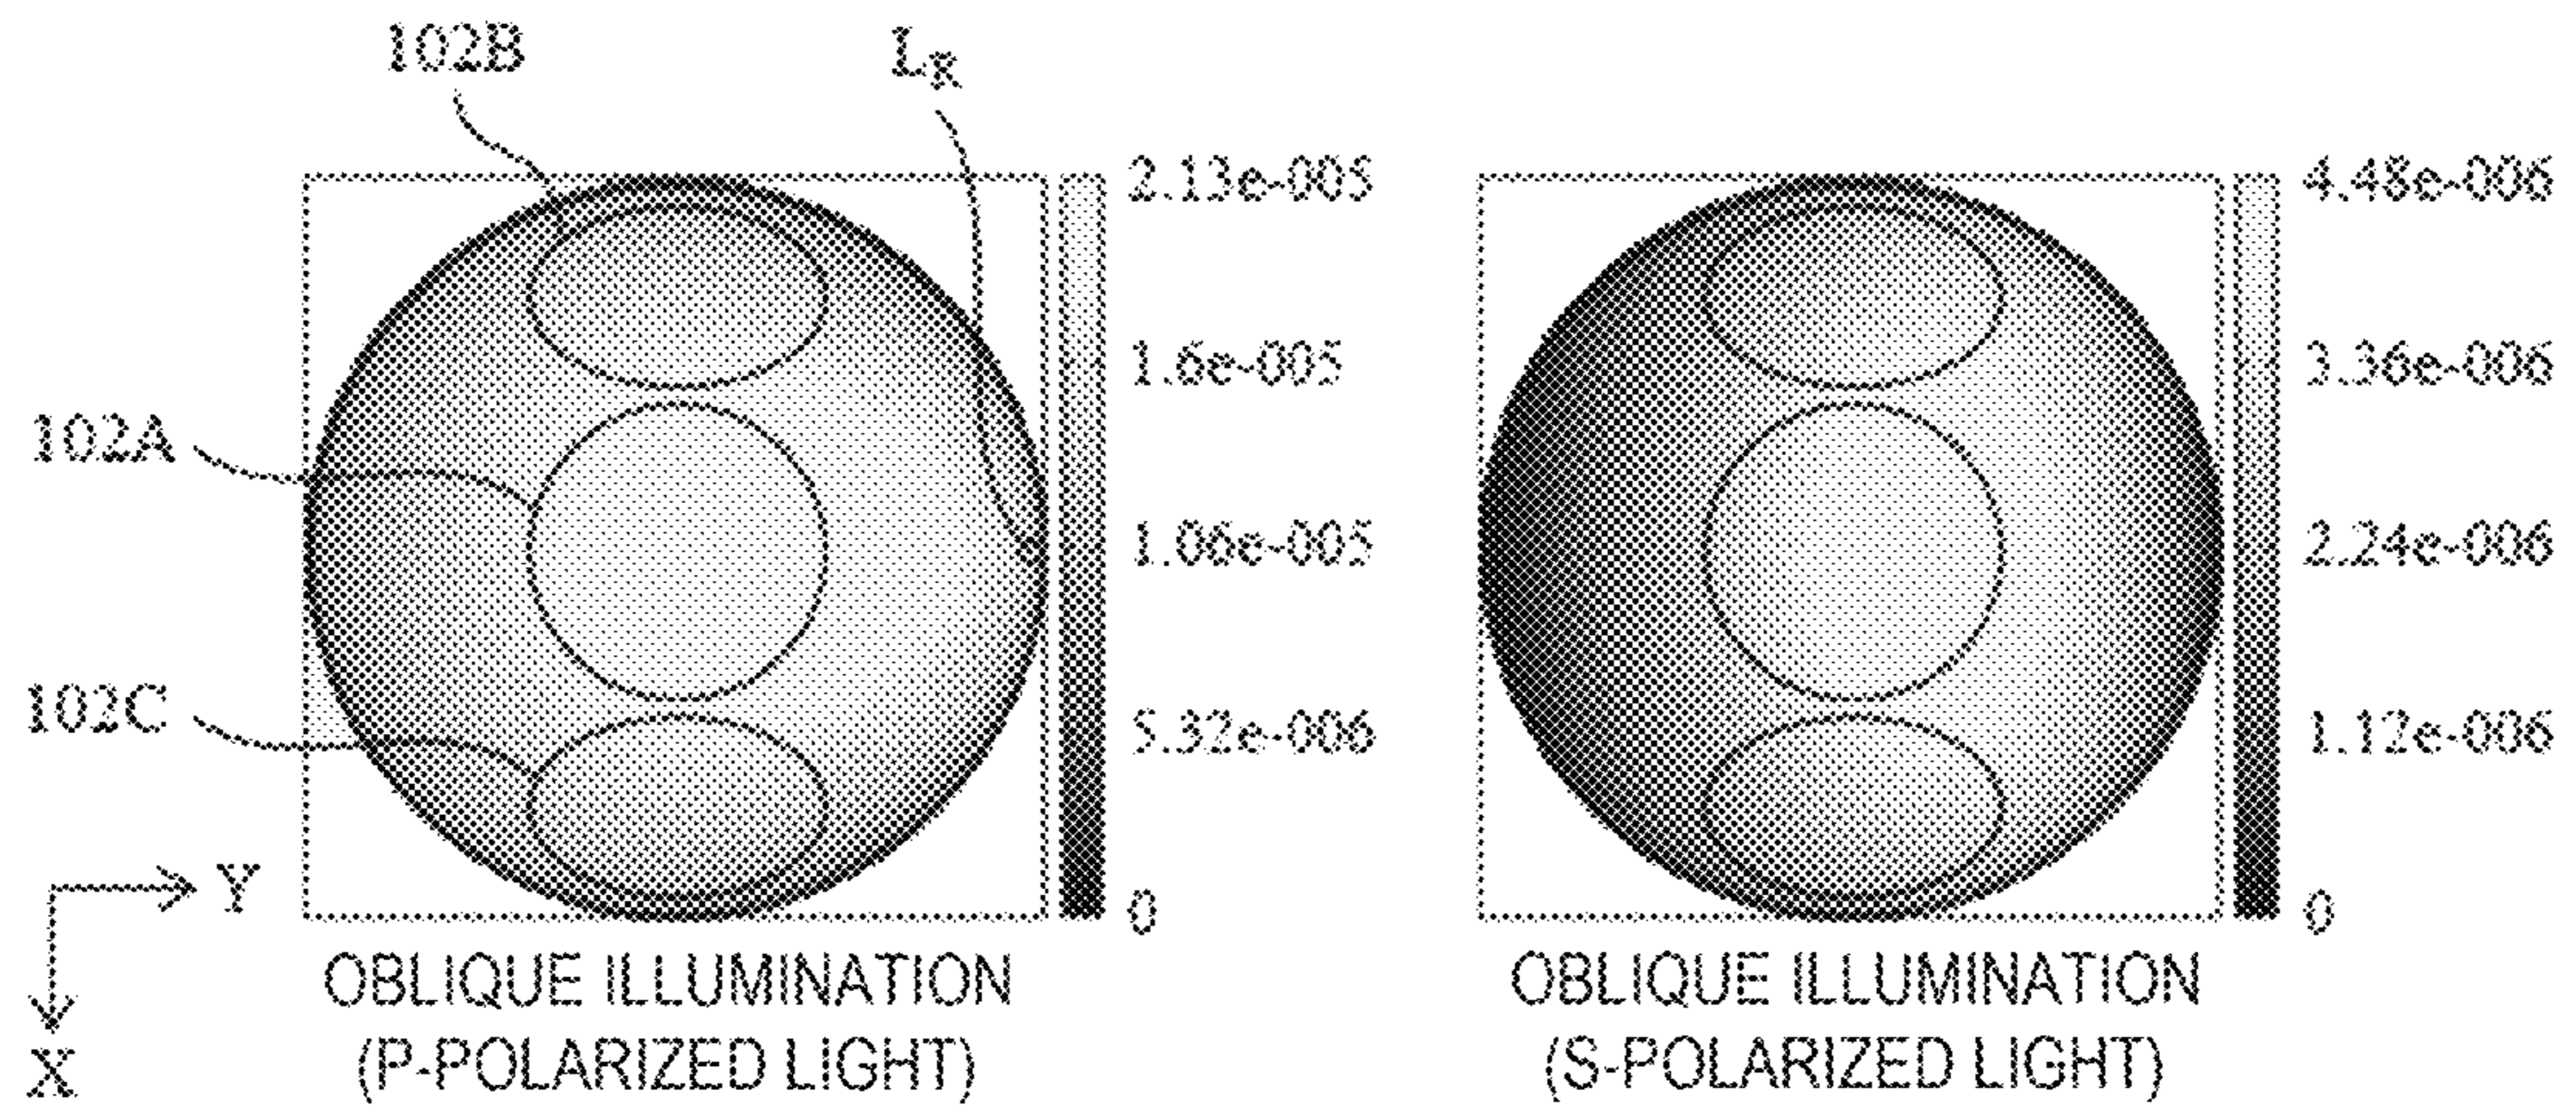 102B
L_R
2.13e-005
1.6e-005
1.06e-005
5.32e-006
0
102A
102C
Y
X
OBLIQUE ILLUMINATION
(P-POLARIZED LIGHT)
4.48e-006
3.36e-006
2.24e-006
1.12e-006
0
OBLIQUE ILLUMINATION
(S-POLARIZED LIGHT)